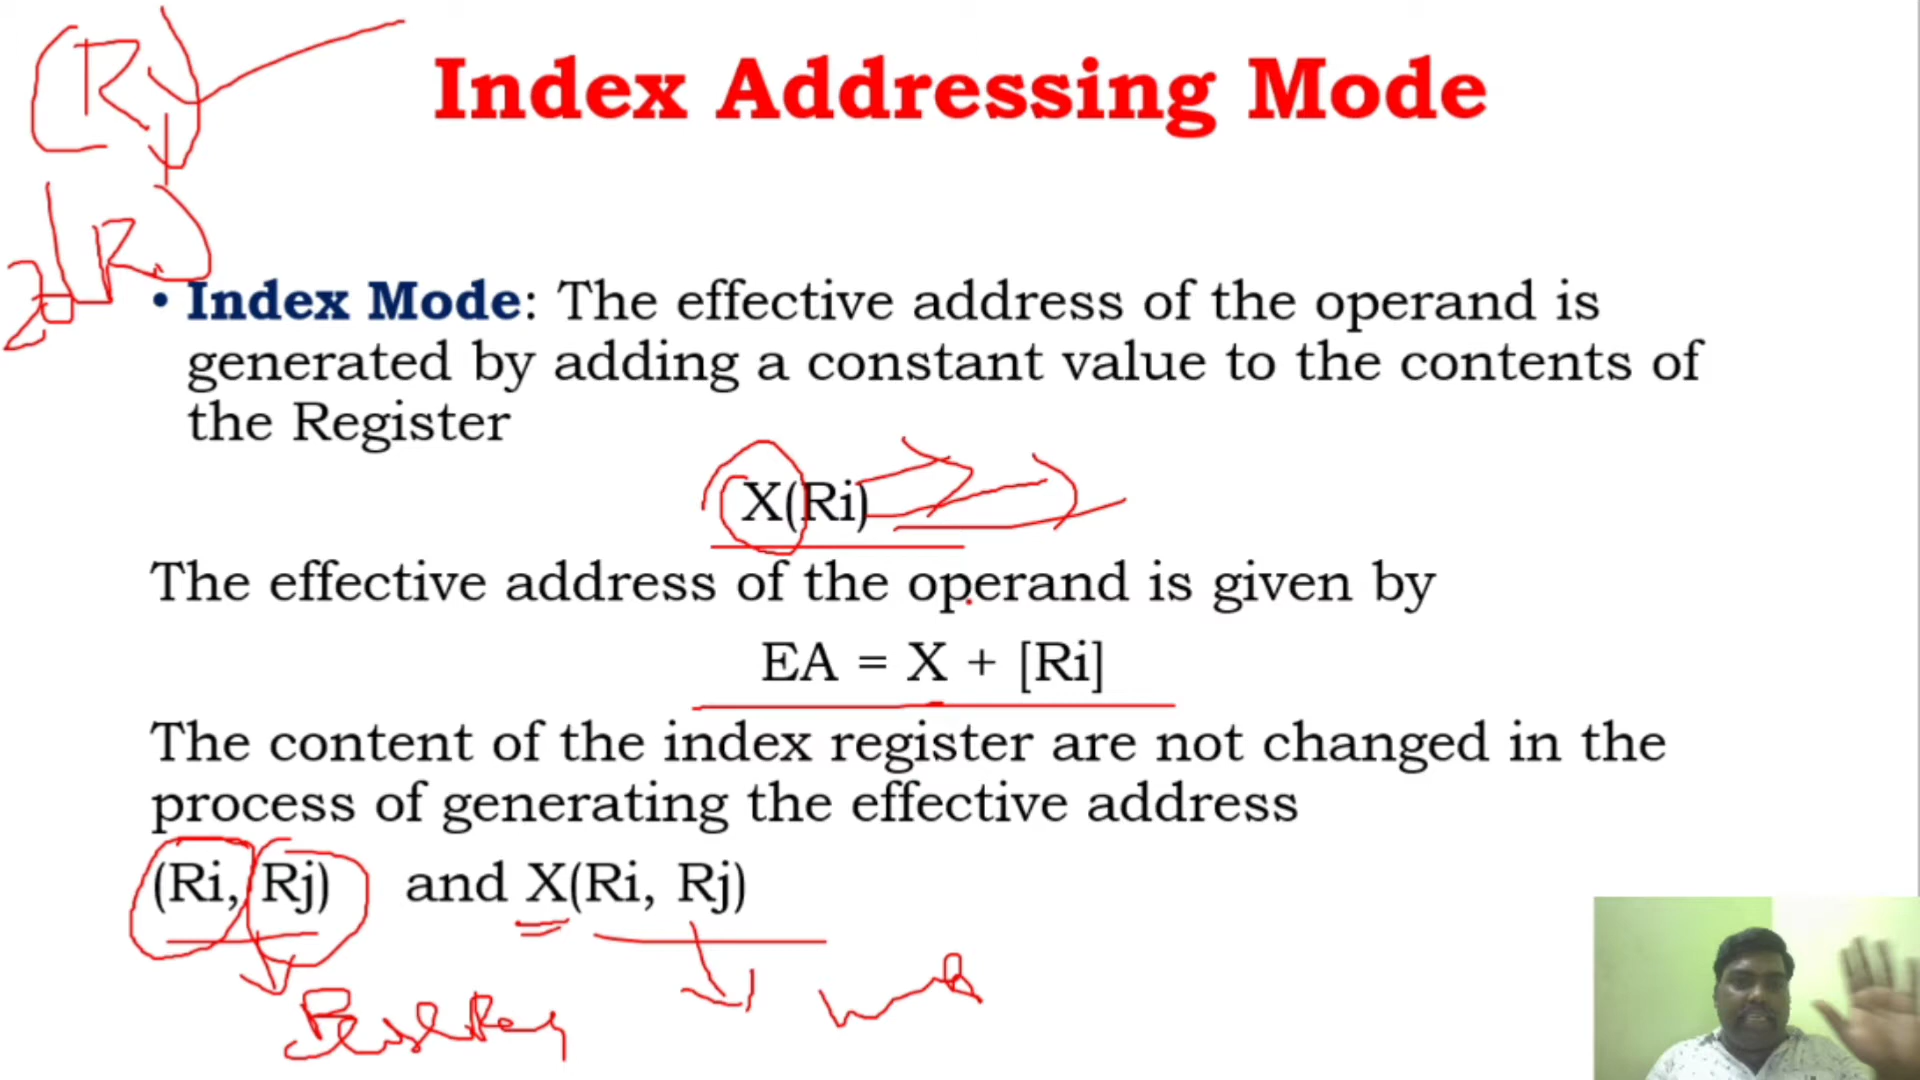 Index Addressing Mode
(Ri)
(Ri)
• Index Mode: The effective address of the operand is
generated by adding a constant value to the contents of
the Register
X(Ri)
The effective address of the operand is given by
EA = X + [Ri]
The content of the index register are not changed in the
process of generating the effective address
(Ri, Rj) and X(Ri, Rj)